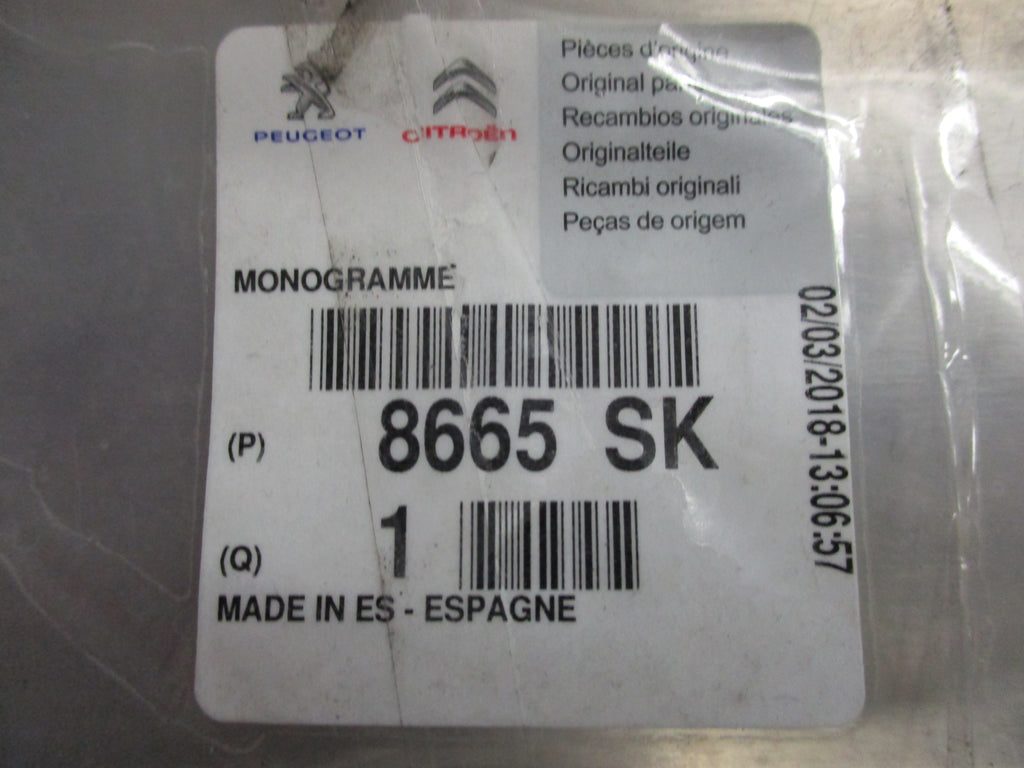 PEUGEOT
CITROËN
Pièces d'origine
Original parts
Recambios originales
Originalteile
Ricambi originali
Peças de origem
MONOGRAMME
(P) 8665 SK
(Q) 1
MADE IN ES - ESPAGNE
02/03/2018-13:06:57